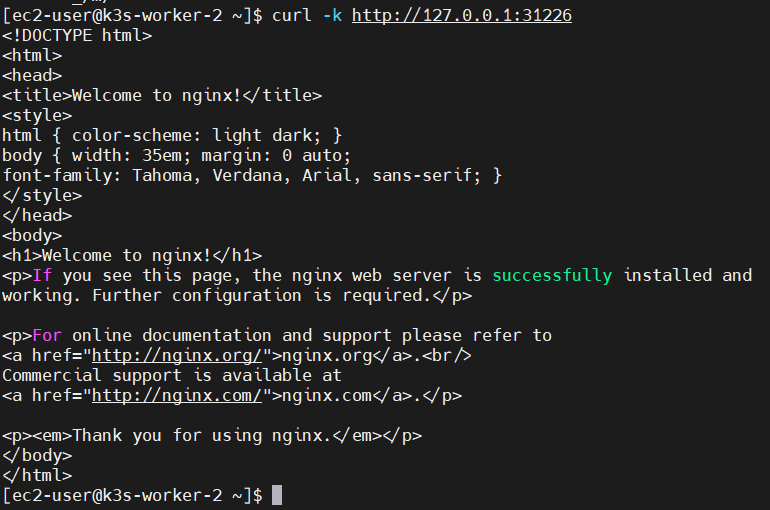 [ec2-user@k3s-worker-2 ~]$ curl -k http://127.0.0.1:31226
<!DOCTYPE html>
<html>
<head>
<title>Welcome to nginx!</title>
<style>
html { color-scheme: light dark; }
body { width: 35em; margin: 0 auto;
font-family: Tahoma, Verdana, Arial, sans-serif; }
</style>
</head>
<body>
<h1>Welcome to nginx!</h1>
<p>If you see this page, the nginx web server is successfully installed and
working. Further configuration is required.</p>

<p>For online documentation and support please refer to
<a href="http://nginx.org/">nginx.org</a>.<br/>
Commercial support is available at
<a href="http://nginx.com/">nginx.com</a>.</p>

<p><em>Thank you for using nginx.</em></p>
</body>
</html>
[ec2-user@k3s-worker-2 ~]$